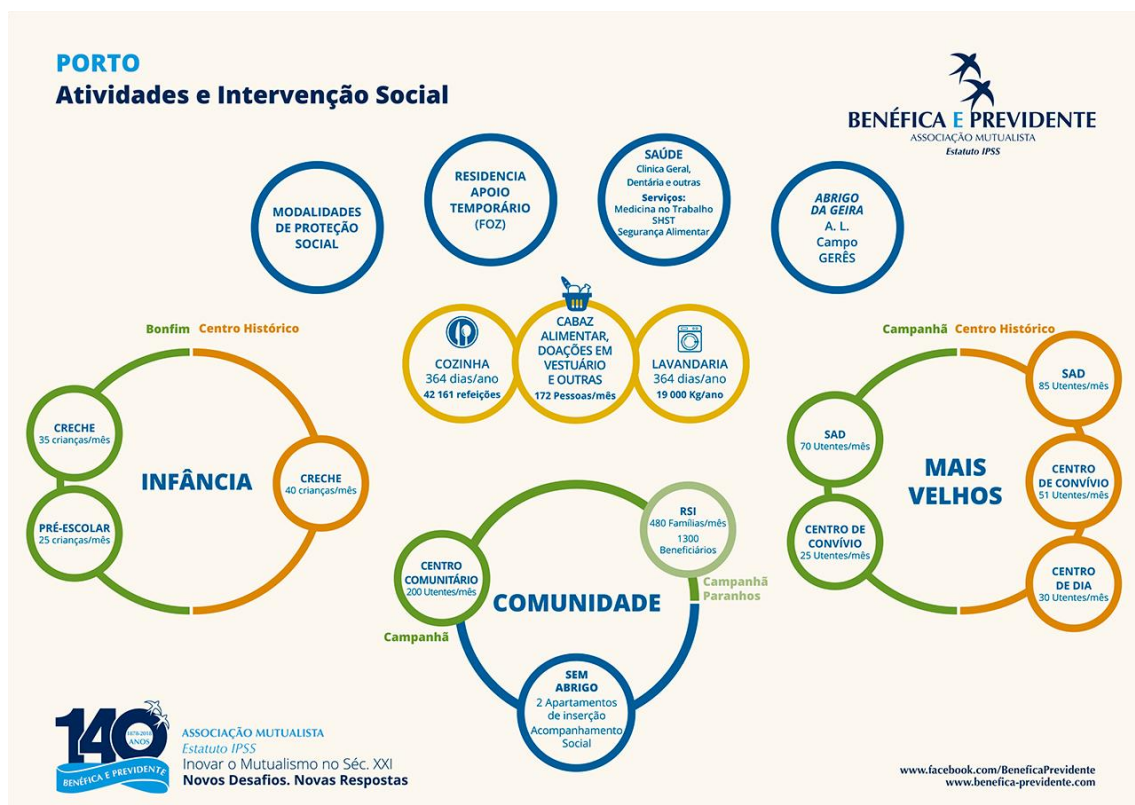 PORTO
Atividades e Intervenção Social
BENÉFICA E PREVIDENTE
ASSOCIAÇÃO MUTUALISTA
Estatuto IPSS
MODALIDADES
DE PROTEÇÃO
SOCIAL
RESIDENCIA
APOIO
TEMPORÁRIO
(FOZ)
SAÚDE
Clinica Geral,
Dentária e outras
Serviços:
Medicina no Trabalho
SHST
Segurança Alimentar
ABRIGO
DA GEIRA
A. L.
Campo
GERÊS
COZINHA
364 dias/ano
42 161 refeições
CABAZ
ALIMENTAR,
DOAÇÕES EM
VESTUÁRIO
E OUTRAS
172 Pessoas/mês
LAVANDARIA
364 dias/ano
19 000 Kg/ano
Bonfim Centro Histórico
CRECHE
35 crianças/mês
PRÉ-ESCOLAR
25 crianças/mês
INFÂNCIA
CRECHE
40 crianças/mês
CENTRO
COMUNITÁRIO
200 Utentes/mês
Campanhã
COMUNIDADE
RSI
480 Famílias/mês
1300
Beneficiários
Campanhã
Paranhos
SEM
ABRIGO
2 Apartamentos
de inserção
Acompanhamento
Social
Campanhã Centro Histórico
SAD
70 Utentes/mês
CENTRO DE
CONVÍVIO
25 Utentes/mês
MAIS
VELHOS
SAD
85 Utentes/mês
CENTRO
DE CONVÍVIO
51 Utentes/mês
CENTRO
DE DIA
30 Utentes/mês
140
1878-2018
ANOS
BENÉFICA E PREVIDENTE
ASSOCIAÇÃO MUTUALISTA
Estatuto IPSS
Inovar o Mutualismo no Séc. XXI
Novos Desafios. Novas Respostas
www.facebook.com/BeneficaPrevidente
www.benefica-previdente.com